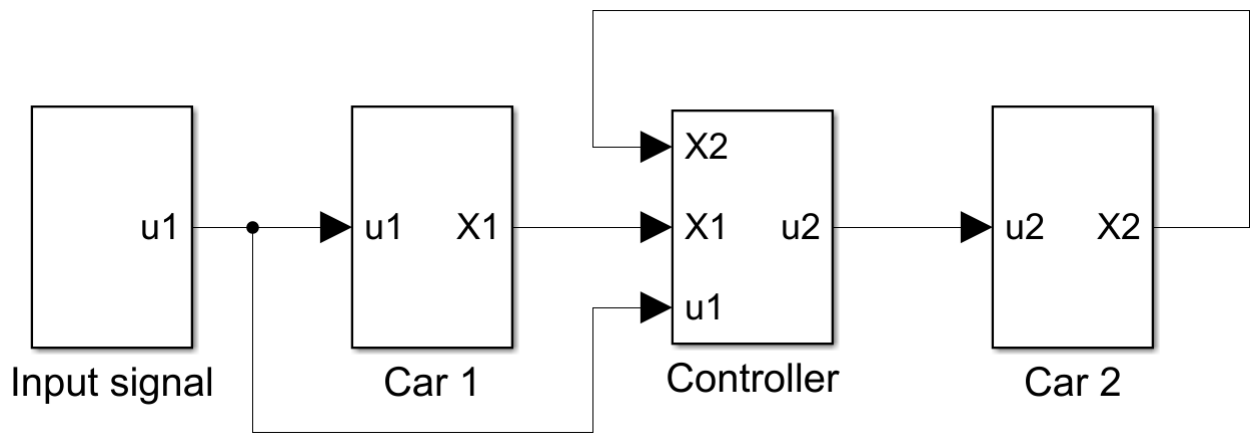 X2
u1
u1
X1
X1
u2
u2
X2
u1
Input signal
Car 1
Controller
Car 2